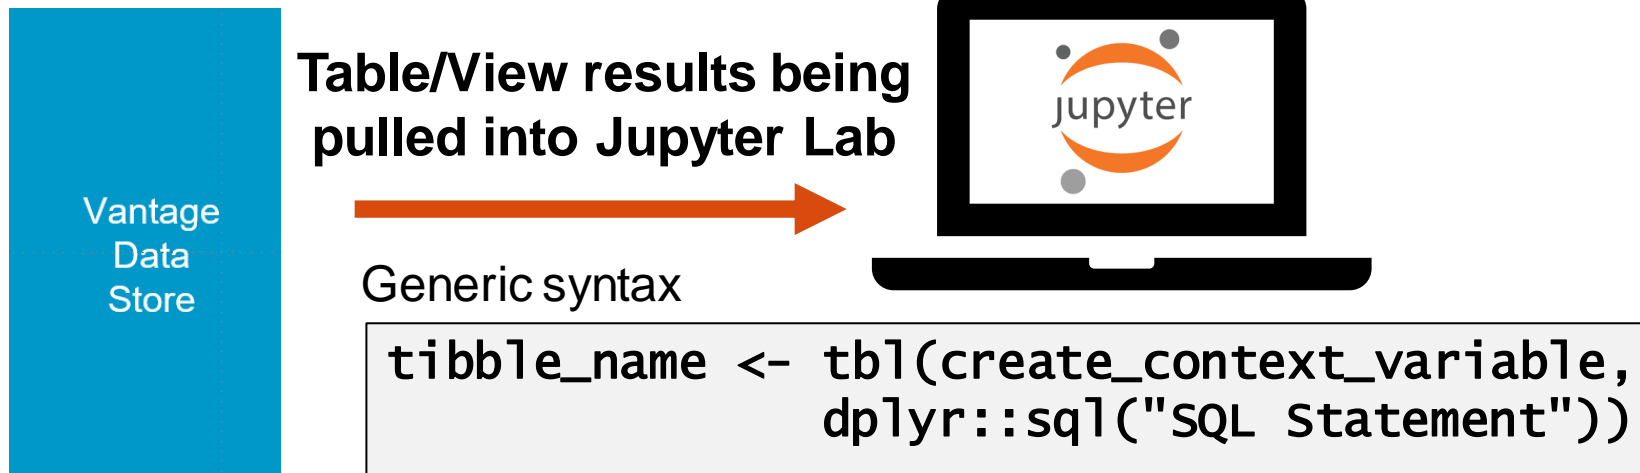 Table/View results being
pulled into Jupyter Lab
jupyter
Vantage
Data
Store
Generic syntax
tibble_name <- tbl(create_context_variable,
dplyr::sql("SQL Statement"))